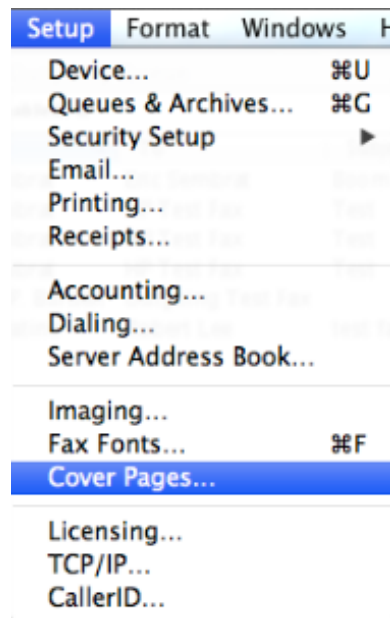 Setup Format Windows H
Device... ⌘U
Queues & Archives... ⌘G
Security Setup ▶
Email...
Printing...
Receipts...
Accounting...
Dialing...
Server Address Book...
Imaging...
Fax Fonts... ⌘F
Cover Pages...
Licensing...
TCP/IP...
CallerID...